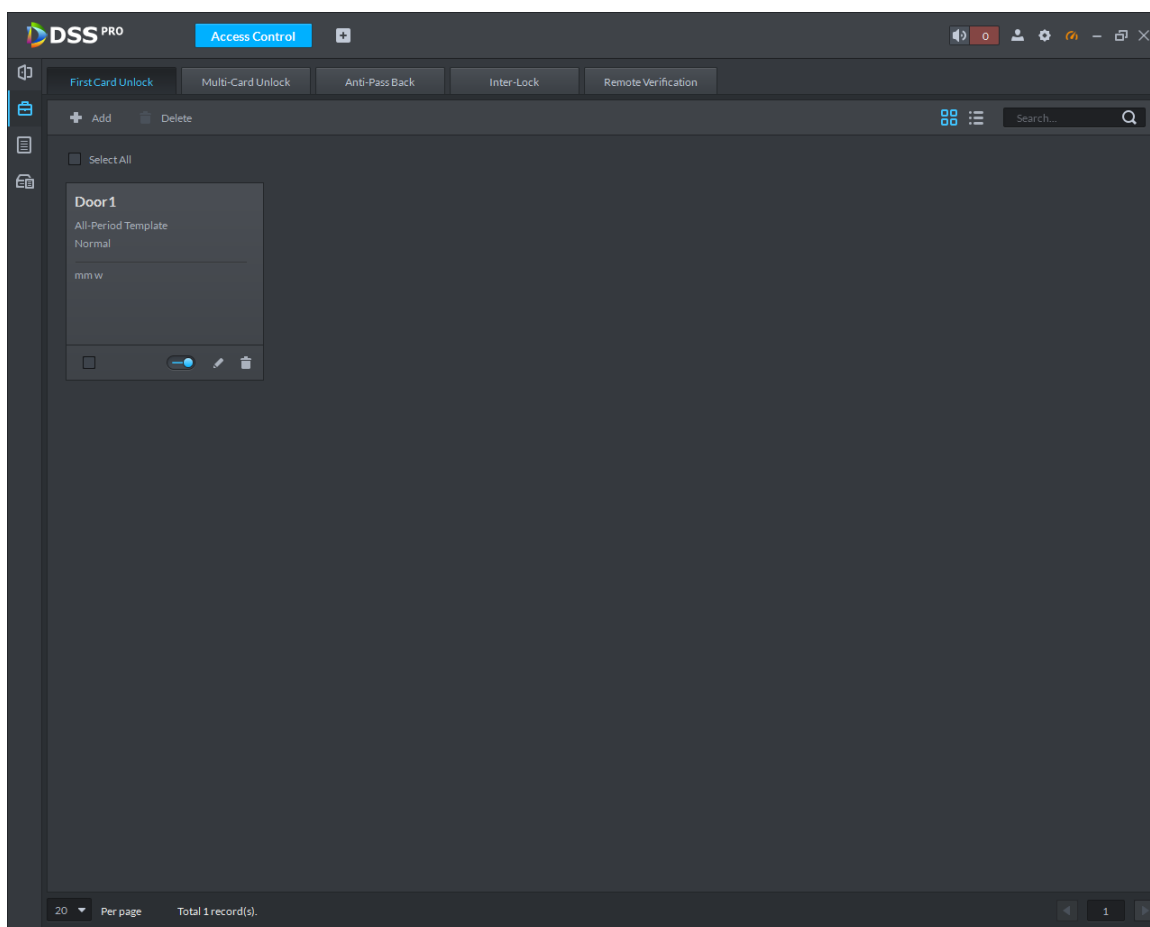 DSS PRO Access Control 0
First Card Unlock Multi-Card Unlock Anti-Pass Back Inter-Lock Remote Verification
Add Delete Search...
Select All
Door1
All-Period Template
Normal
mm w
20 Per page Total 1 record(s). 1